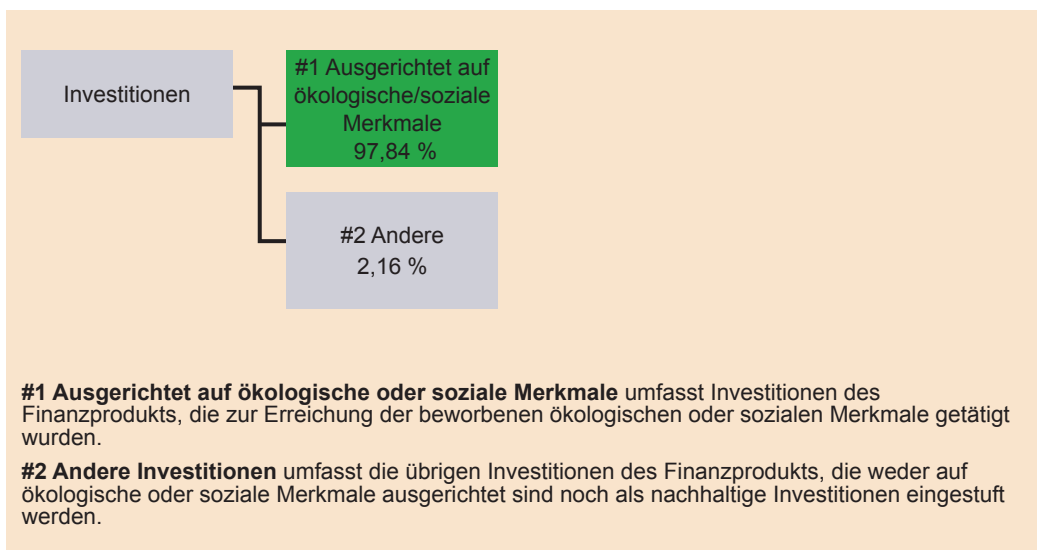 Investitionen
#1 Ausgerichtet auf
ökologische/soziale
Merkmale
97,84 %
#2 Andere
2,16 %
#1 Ausgerichtet auf ökologische oder soziale Merkmale umfasst Investitionen des
Finanzprodukts, die zur Erreichung der beworbenen ökologischen oder sozialen Merkmale getätigt
wurden.
#2 Andere Investitionen umfasst die übrigen Investitionen des Finanzprodukts, die weder auf
ökologische oder soziale Merkmale ausgerichtet sind noch als nachhaltige Investitionen eingestuft
werden.